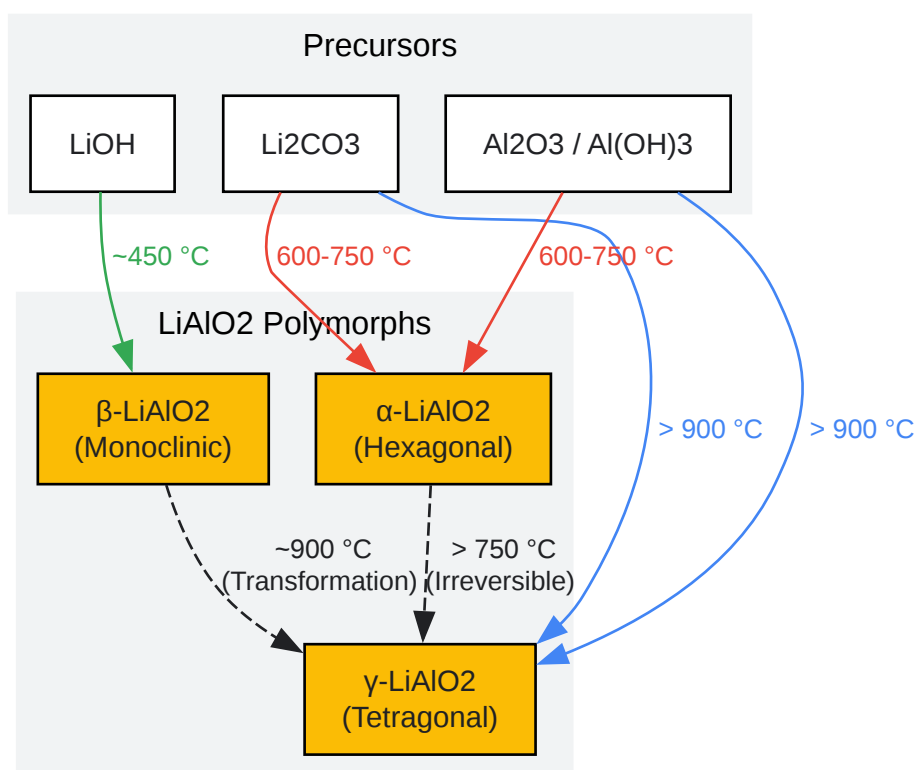 Precursors
LiOH
Li2CO3
Al2O3 / Al(OH)3
~450 °C
600-750 °C
600-750 °C
LiAlO2 Polymorphs
β-LiAlO2
(Monoclinic)
α-LiAlO2
(Hexagonal)
> 900 °C
> 900 °C
~900 °C
(Transformation)
> 750 °C
(Irreversible)
γ-LiAlO2
(Tetragonal)